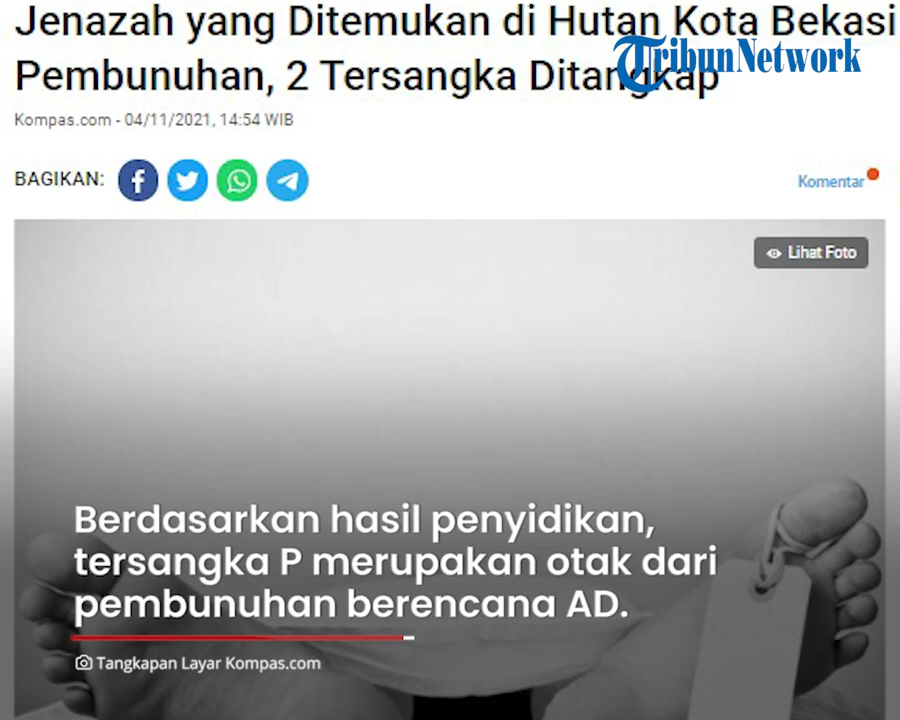 Jenazah yang Ditemukan di Hutan Kota Bekasi
Pembunuhan, 2 Tersangka Ditangkap
TribunNetwork
Kompas.com - 04/11/2021, 14:54 WIB
BAGIKAN:
Komentar
Lihat Foto
Berdasarkan hasil penyidikan,
tersangka P merupakan otak dari
pembunuhan berencana AD.
Tangkapan Layar Kompas.com